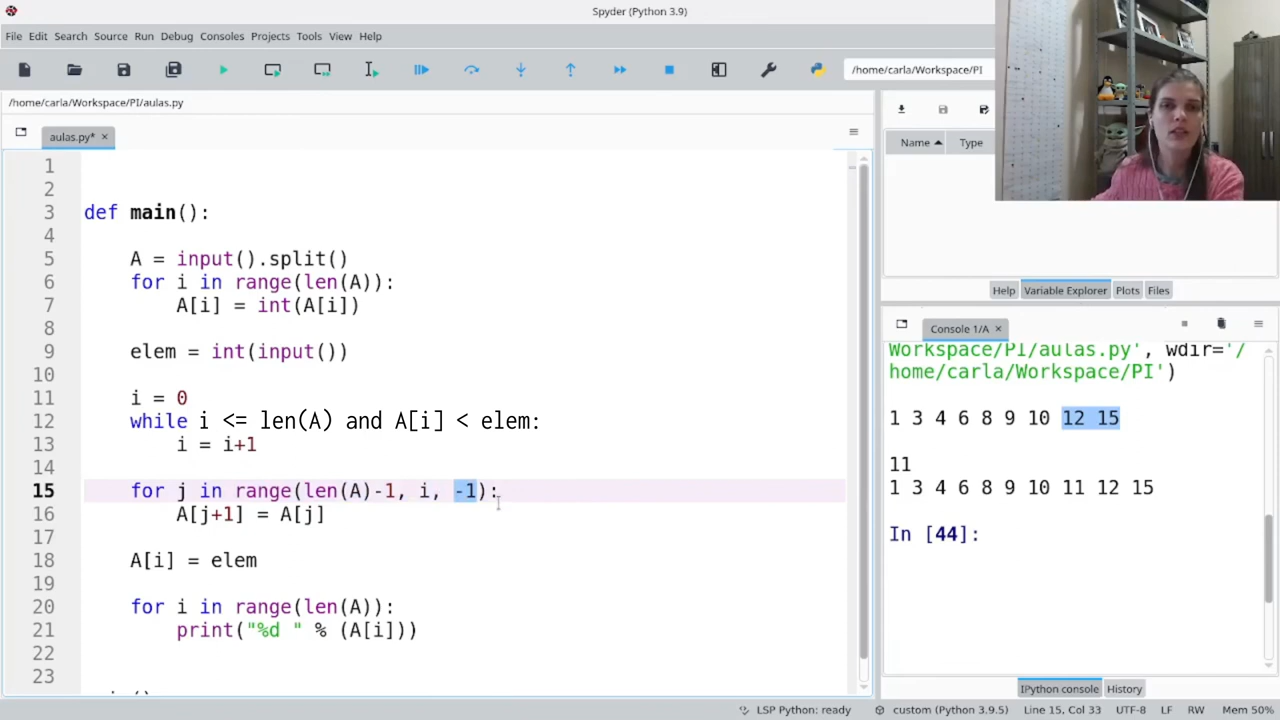 Spyder (Python 3.9)
File Edit Search Source Run Debug Consoles Projects Tools View Help
/home/carla/Workspace/PI
/home/carla/Workspace/PI/aulas.py
aulas.py*
Name Type
1
2
3 def main():
4
5 A = input().split()
6 for i in range(len(A)):
7 A[i] = int(A[i])
8
9 elem = int(input())
10
11 i = 0
12 while i <= len(A) and A[i] < elem:
13 i = i+1
14
15 for j in range(len(A)-1, i, -1):
16 A[j+1] = A[j]
17
18 A[i] = elem
19
20 for i in range(len(A)):
21 print("%d " % (A[i]))
22
23
Help Variable Explorer Plots Files
Console 1/A
Workspace/PI/aulas.py', wdir='/
home/carla/Workspace/PI')
1 3 4 6 8 9 10 12 15
11
1 3 4 6 8 9 10 11 12 15
In [44]:
IPython console History
LSP Python: ready custom (Python 3.9.5) Line 15, Col 33 UTF-8 LF RW Mem 50%